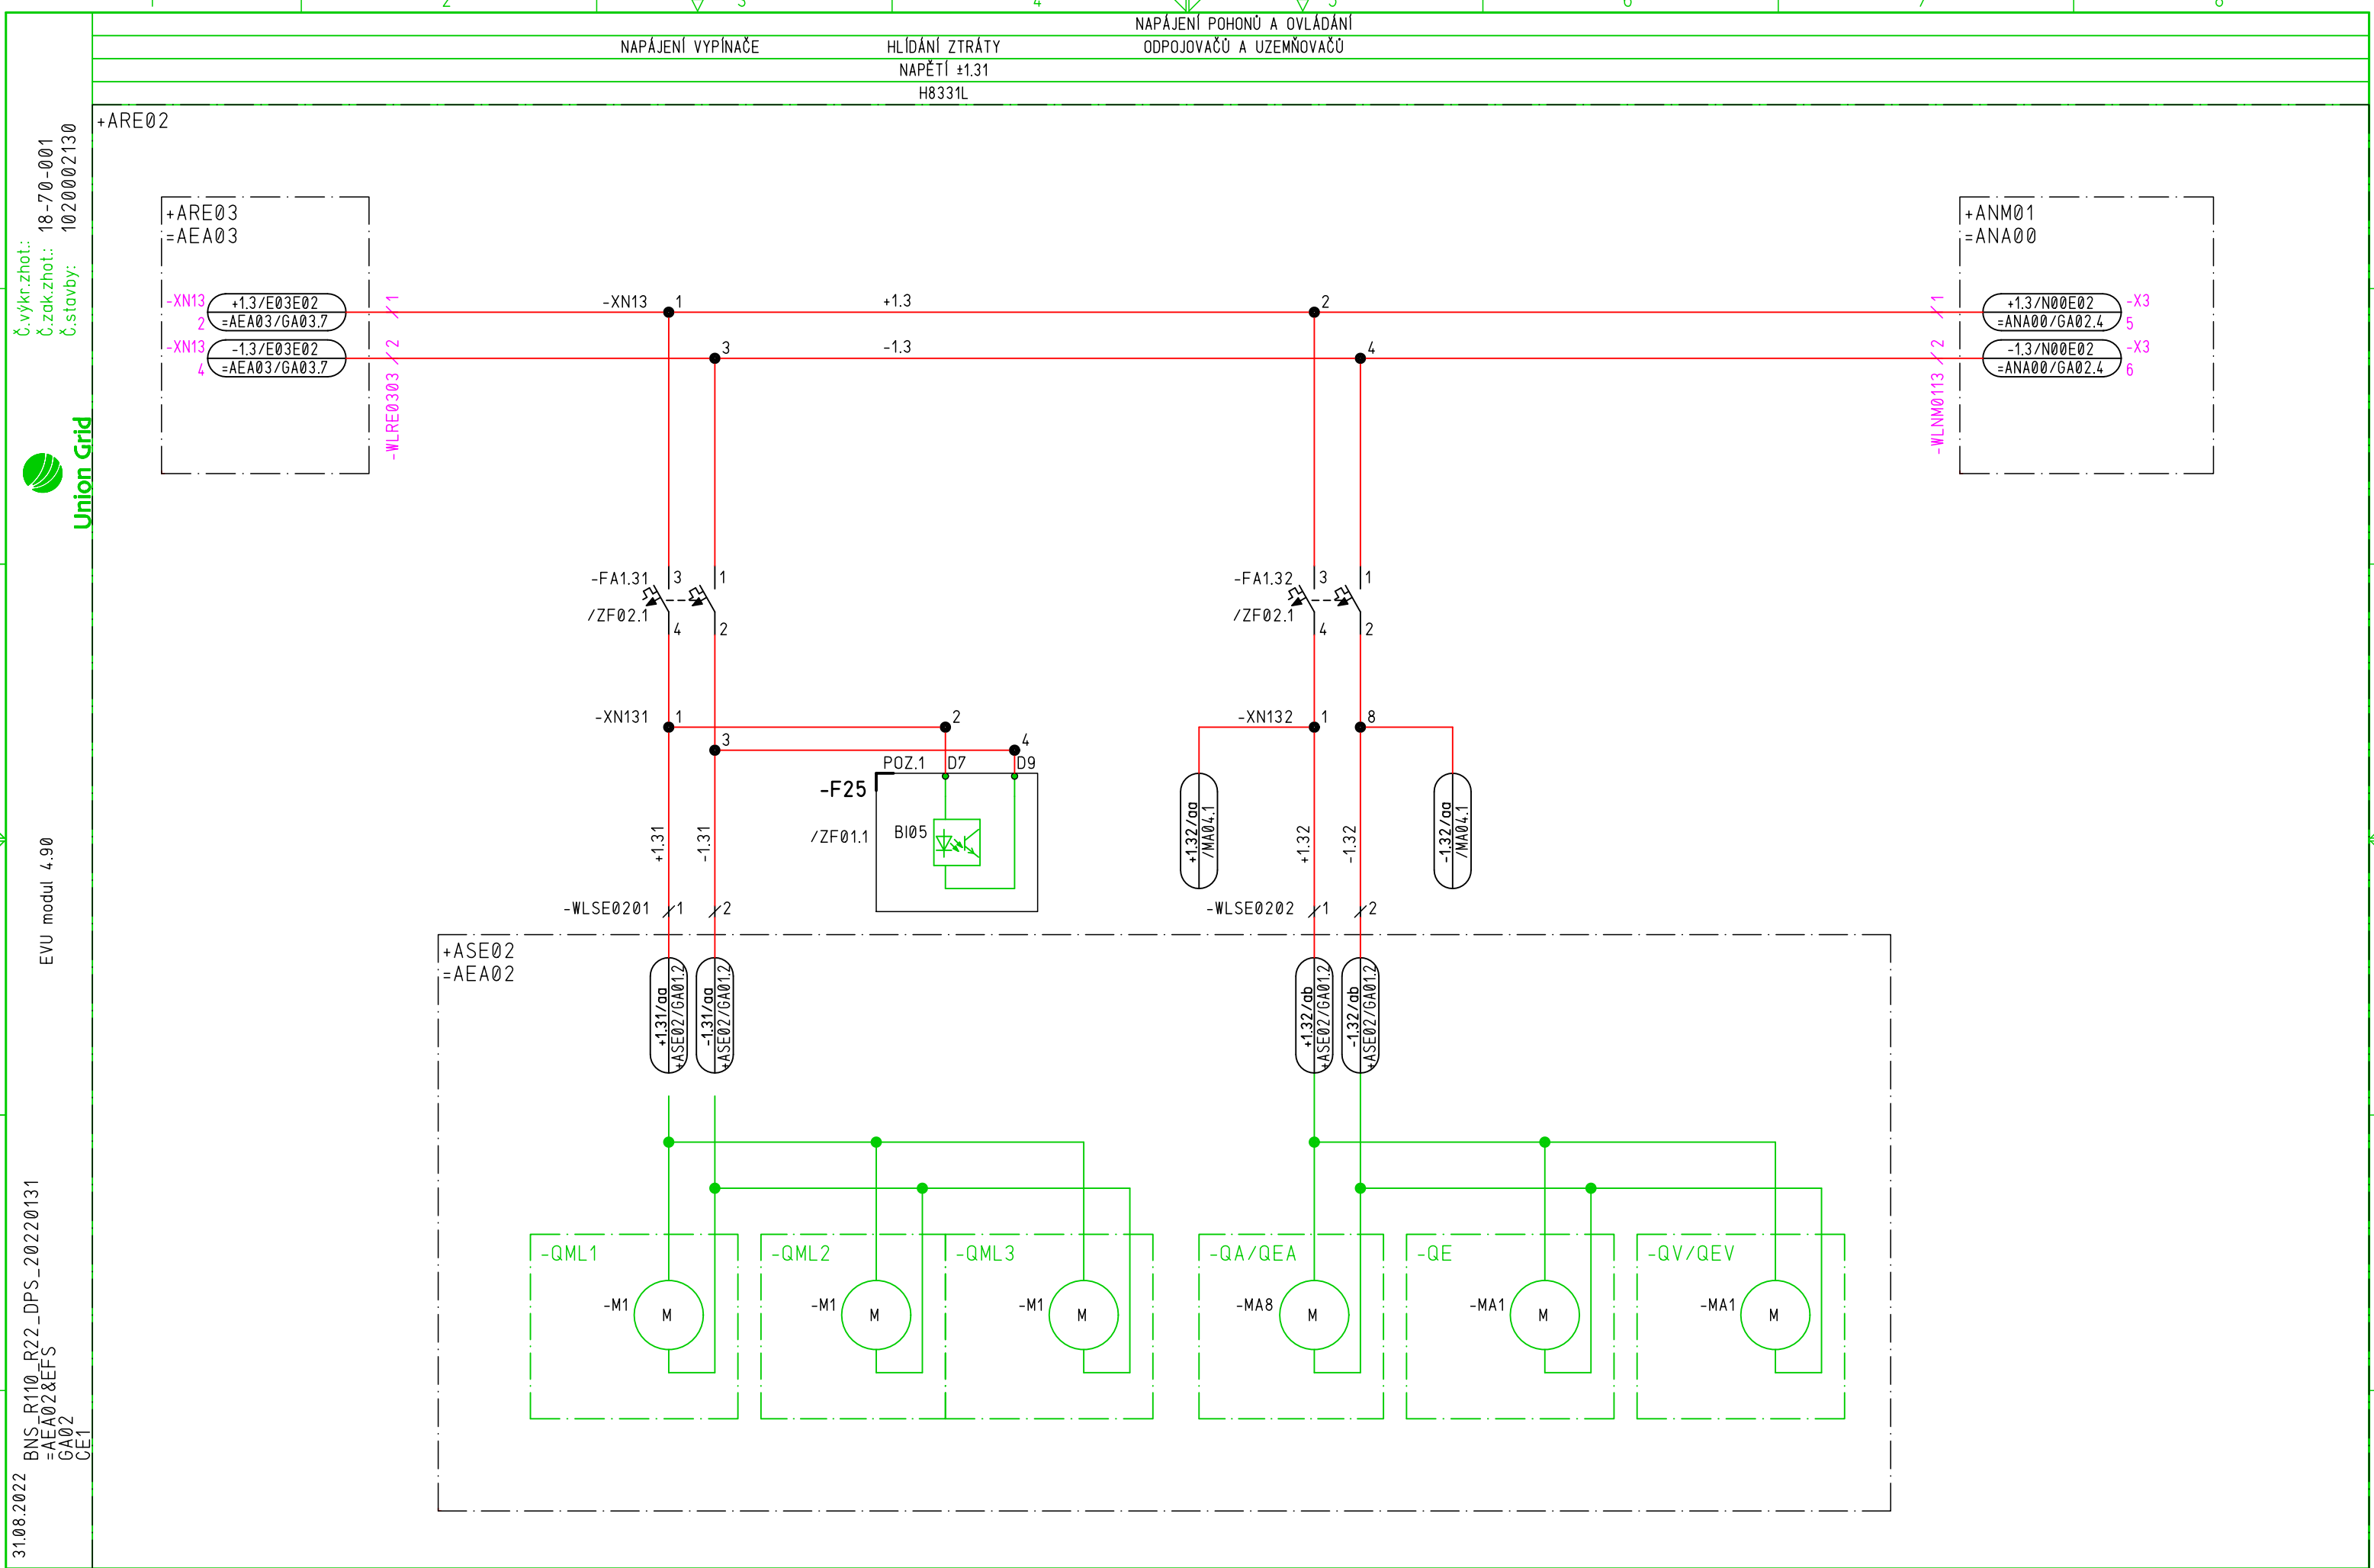 1 2 3 4 5 6 7 8
NAPÁJENÍ POHONŮ A OVLÁDÁNÍ
NAPÁJENÍ VYPÍNAČE HLÍDÁNÍ ZTRÁTY ODPOJOVAČŮ A UZEMŇOVAČŮ
NAPĚTÍ ±1.31
H8331L
+ARE02
Č.výkr.zhot.:
Č.zak.zhot.: 18-70-001
Č.stavby: 10200002130
Union Grid
EVU modul 4.90
BNS_R110_R22_DPS_20220131
=AEA02&EFS
GA02
CE1
31.08.2022
+ARE03
=AEA03
-XN13
2
+1.3/E03E02
=AEA03/GA03.7
-XN13
4
-1.3/E03E02
=AEA03/GA03.7
-WLRE0303 / 2 / 1
-XN13 1
+1.3
2
3
-1.3
4
-WLNM0113 / 2 / 1
+ANM01
=ANA00
+1.3/N00E02
=ANA00/GA02.4
-X3
5
-1.3/N00E02
=ANA00/GA02.4
-X3
6
-FA1.31 3 1
/ZF02.1
4 2
-FA1.32 3 1
/ZF02.1
4 2
-XN131 1 2
3 4
-XN132 1 8
POZ.1 D7 D9
-F25
/ZF01.1
BI05
+1.31
-1.31
+1.32/aa
/MA04.1
+1.32
-1.32
-1.32/aa
/MA04.1
-WLSE0201 1 2
-WLSE0202 1 2
+ASE02
=AEA02
+1.31/aa
+ASE02/GA01.2
-1.31/aa
+ASE02/GA01.2
+1.32/ab
+ASE02/GA01.2
-1.32/ab
+ASE02/GA01.2
-QML1 -QML2 -QML3 -QA/QEA -QE -QV/QEV
-M1 M -M1 M -M1 M -MA8 M -MA1 M -MA1 M